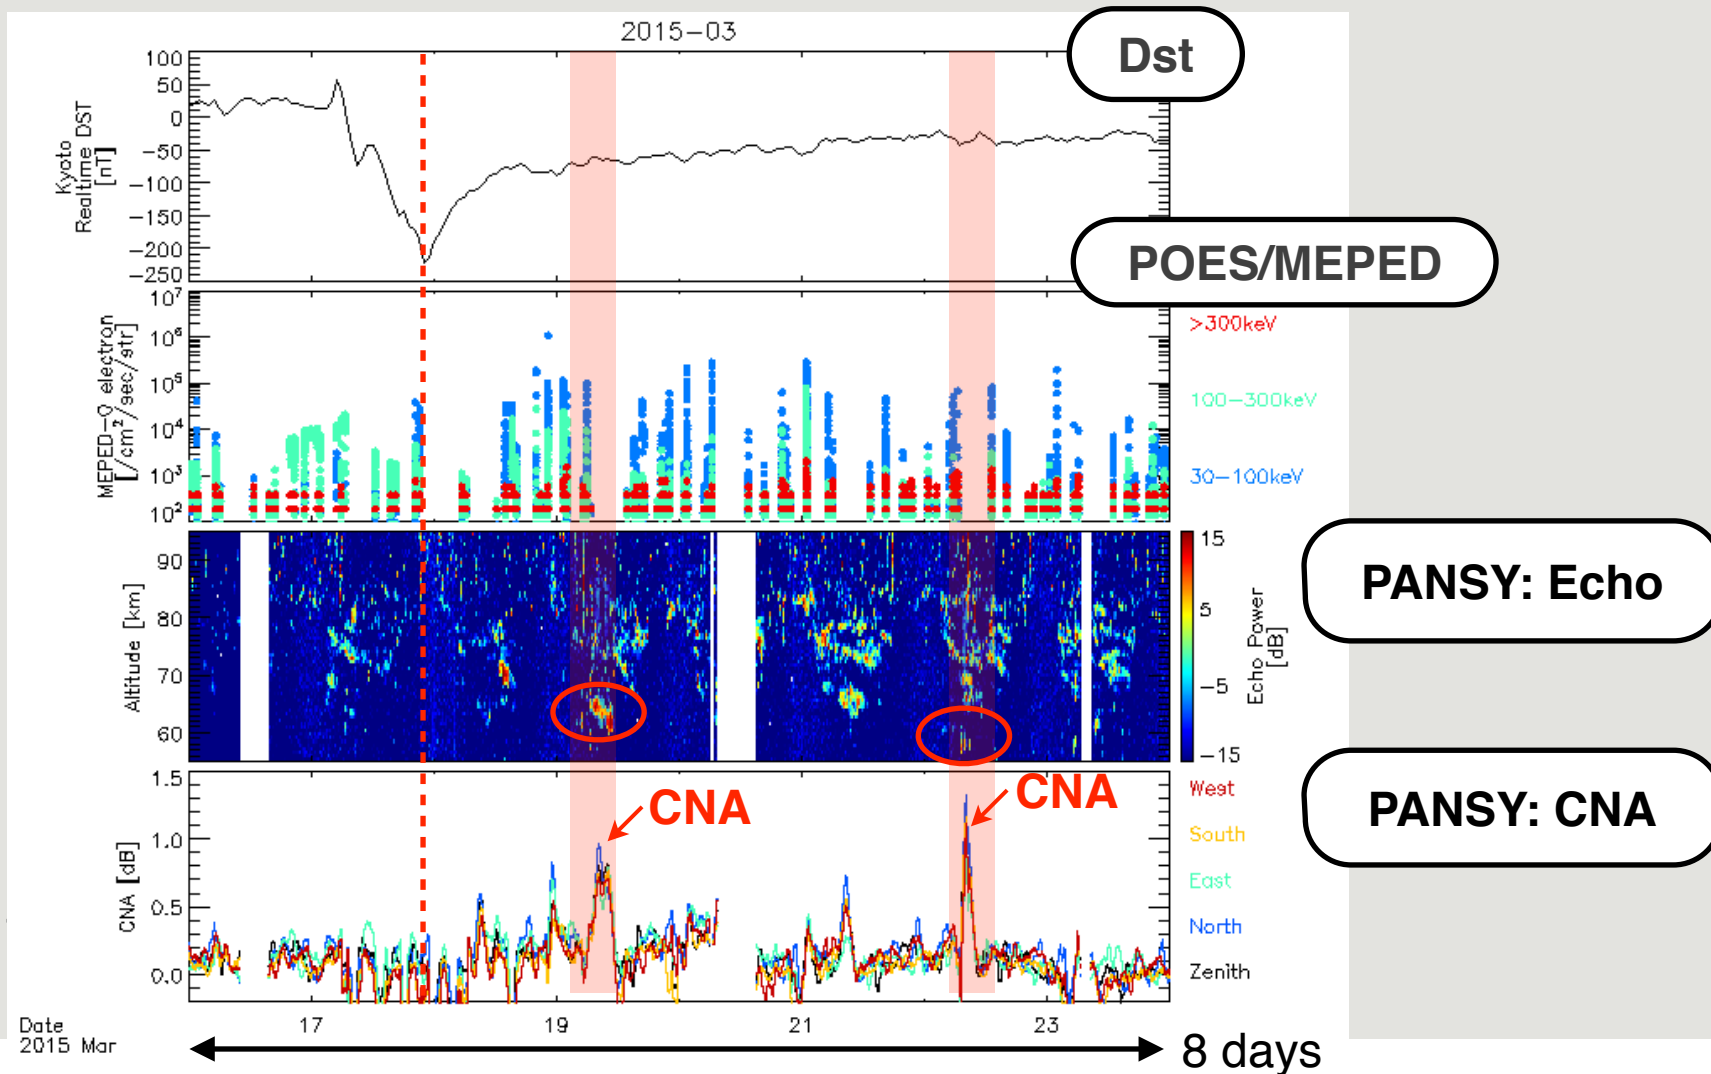 2015-03
Dst
100
50
0
-50
-100
-150
-200
-250
Kyoto
Realtime DST
[nT]
POES/MEPED
10⁷
10⁶
10⁵
10⁴
10³
10²
MEPED-0 electron
[/cm²/sec/str]
>300keV
100-300keV
30-100keV
90
80
70
60
Altitude [km]
15
5
-5
-15
Echo Power
[dB]
PANSY: Echo
1.5
1.0
0.5
0.0
CNA [dB]
CNA
CNA
West
South
East
North
Zenith
PANSY: CNA
Date
2015 Mar
17
19
21
23
8 days